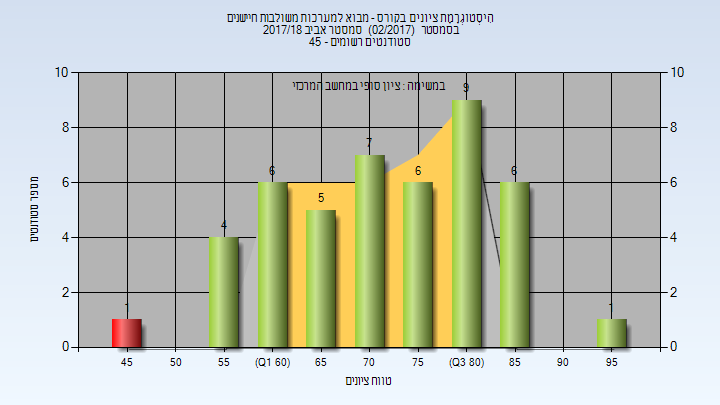 הִיסְטוֹגְרָמַת ציונים בקורס - מבוא למערכות משולבות חיישנים
בסמסטר (02/2017) סמסטר אביב 2017/18
סטודנטים רשומים - 45
במשימה : ציון סופי במחשב המרכזי
10 10
8 8
6 6
4 4
2 2
0 0
1 4 6 5 7 6 9 6 1
מספר סטודנטים
45 50 55 (Q1 60) 65 70 75 (Q3 80) 85 90 95
טווח ציונים